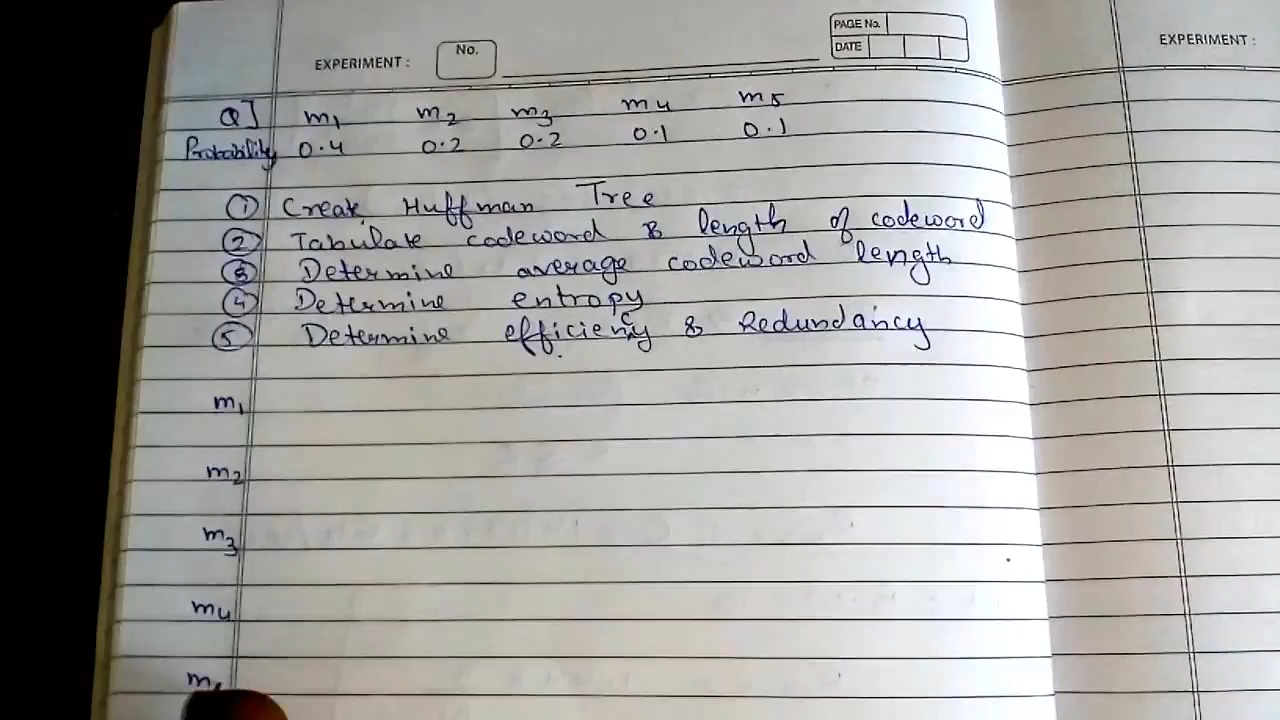 PAGE No.
EXPERIMENT : No. DATE
EXPERIMENT :
Q] m1 m2 m3 m4 m5
Probability 0.4 0.2 0.2 0.1 0.1
① Create Huffman Tree
② Tabulate codeword & length of codeword
③ Determine average codeword length
④ Determine entropy
⑤ Determine efficiency & Redundancy
m1
m2
m3
m4
m